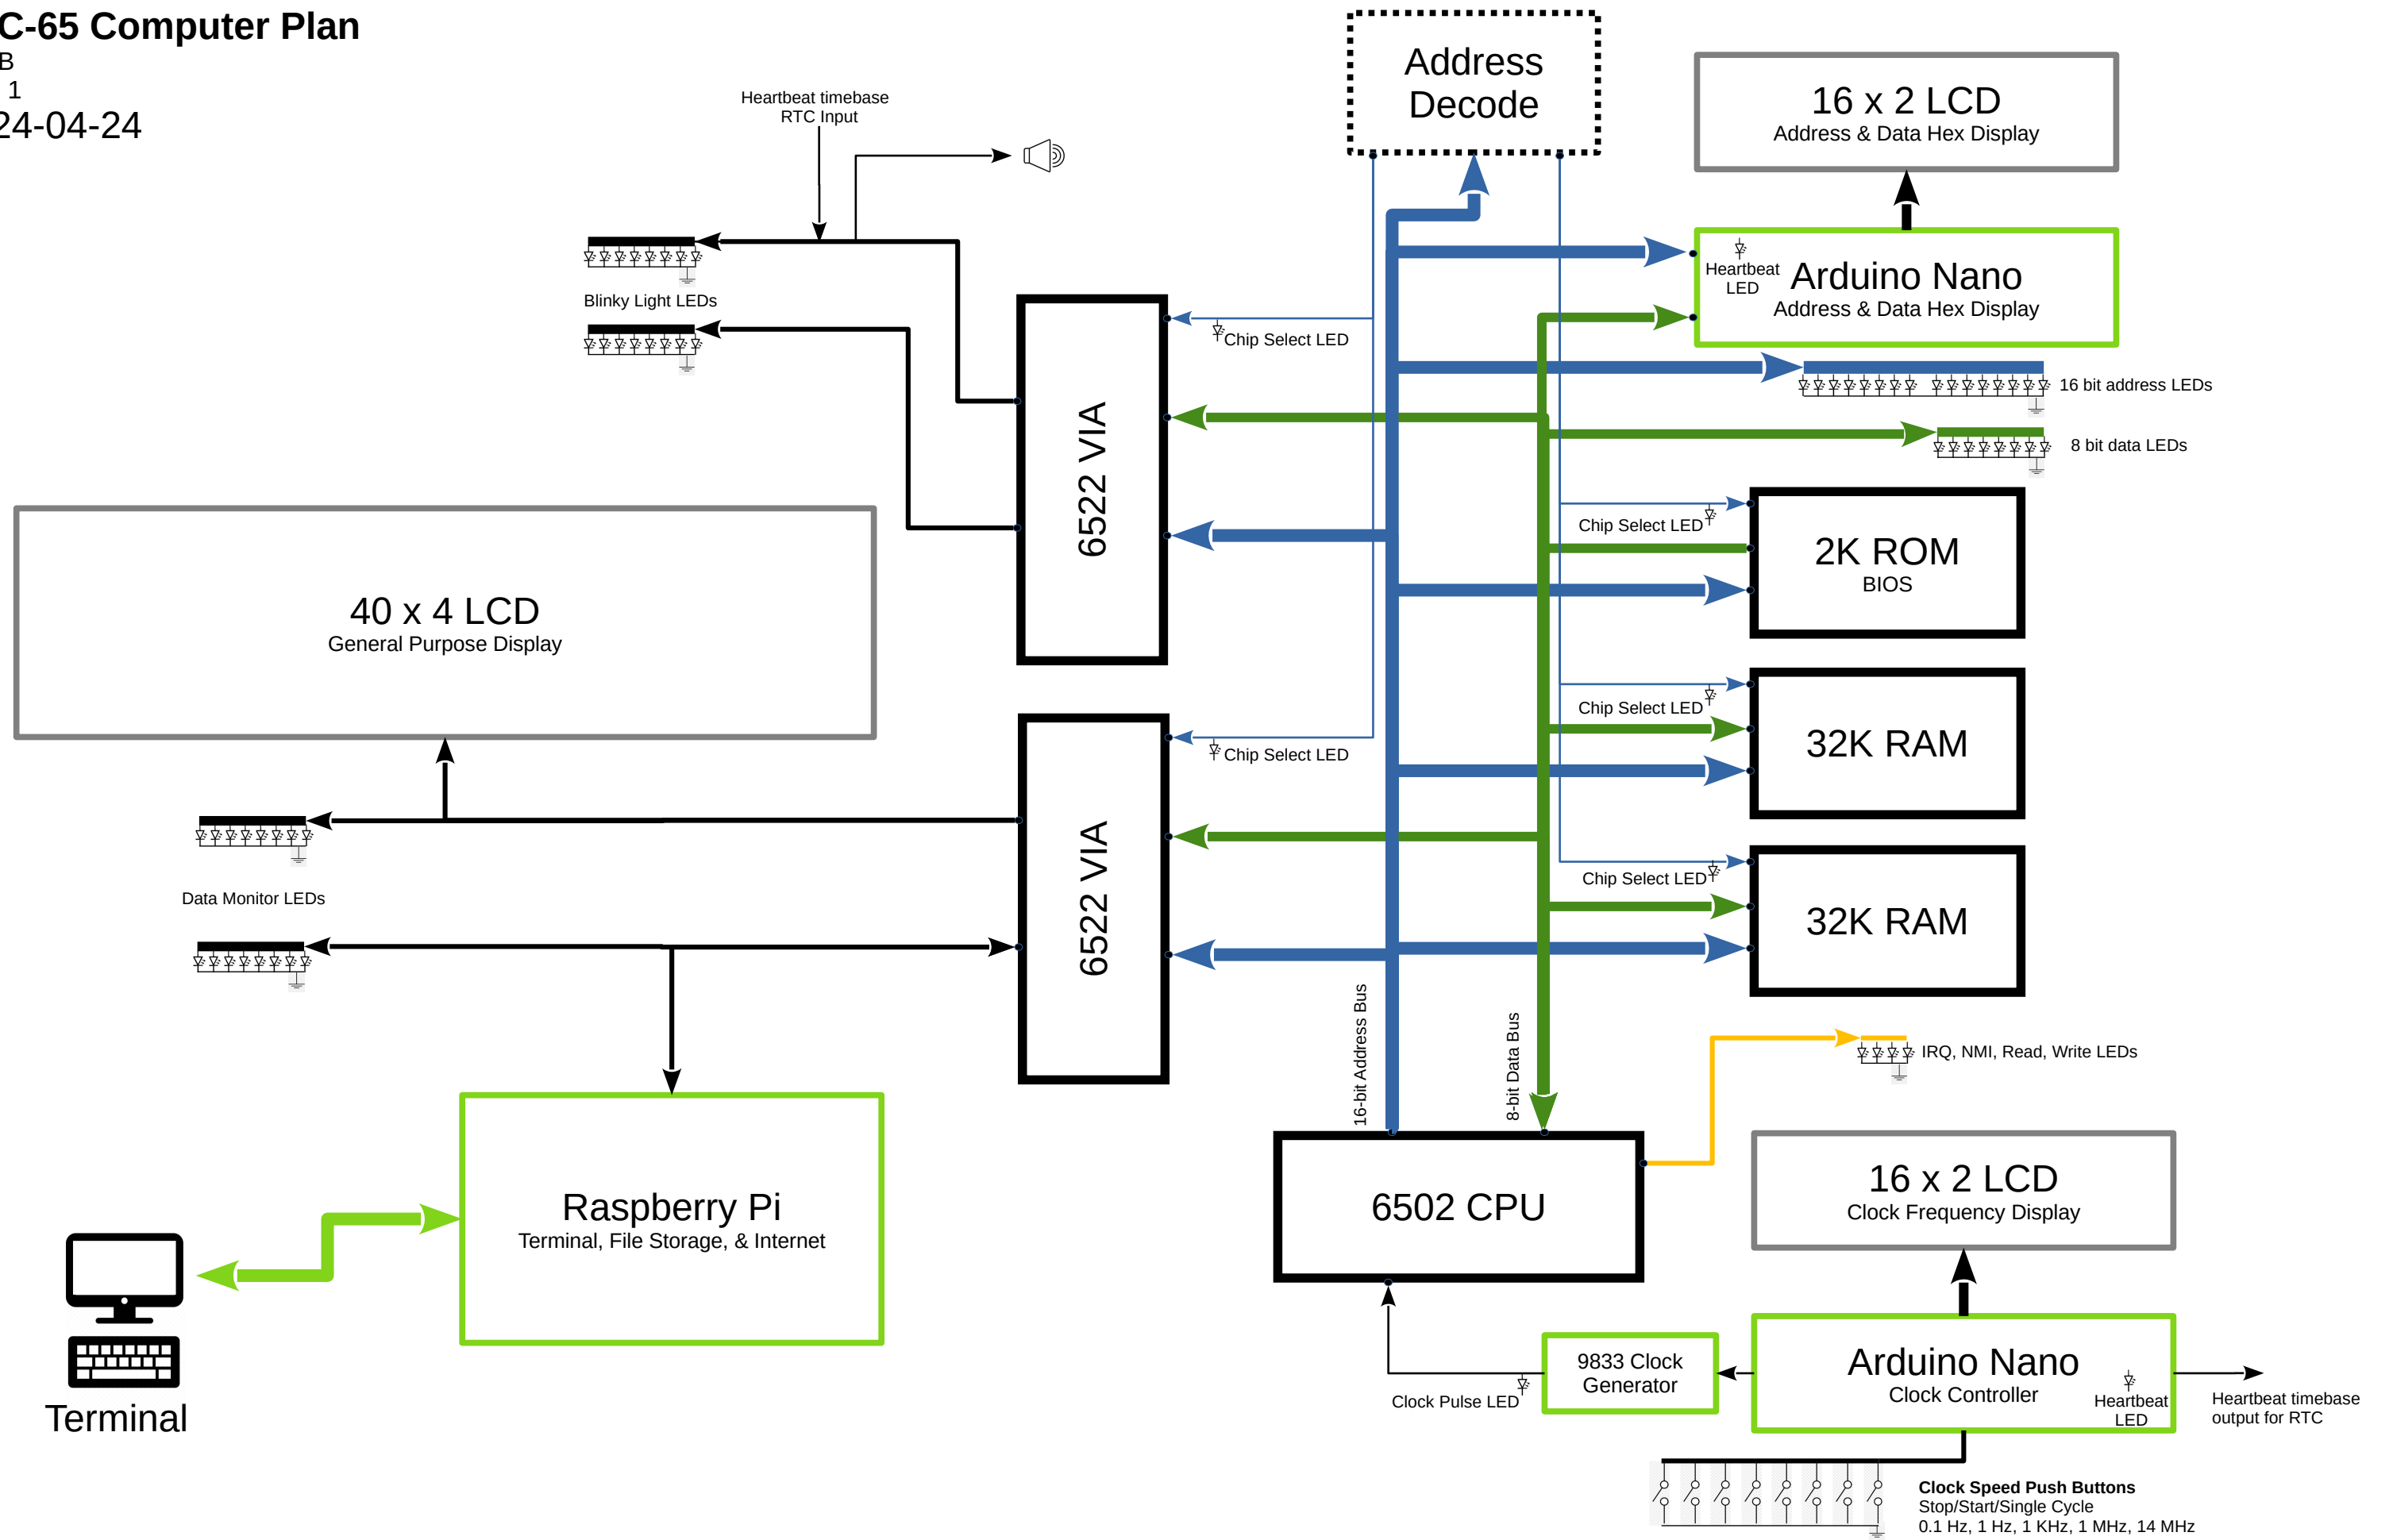 C-65 Computer Plan
B
1
24-04-24
Heartbeat timebase
RTC Input
Address
Decode
16 x 2 LCD
Address & Data Hex Display
Heartbeat
LED
Arduino Nano
Address & Data Hex Display
Blinky Light LEDs
Chip Select LED
16 bit address LEDs
8 bit data LEDs
6522 VIA
Chip Select LED
2K ROM
BIOS
40 x 4 LCD
General Purpose Display
Chip Select LED
32K RAM
Chip Select LED
6522 VIA
Data Monitor LEDs
Chip Select LED
32K RAM
16-bit Address Bus
8-bit Data Bus
IRQ, NMI, Read, Write LEDs
Raspberry Pi
Terminal, File Storage, & Internet
6502 CPU
16 x 2 LCD
Clock Frequency Display
Terminal
Clock Pulse LED
9833 Clock
Generator
Arduino Nano
Clock Controller
Heartbeat
LED
Heartbeat timebase
output for RTC
Clock Speed Push Buttons
Stop/Start/Single Cycle
0.1 Hz, 1 Hz, 1 KHz, 1 MHz, 14 MHz